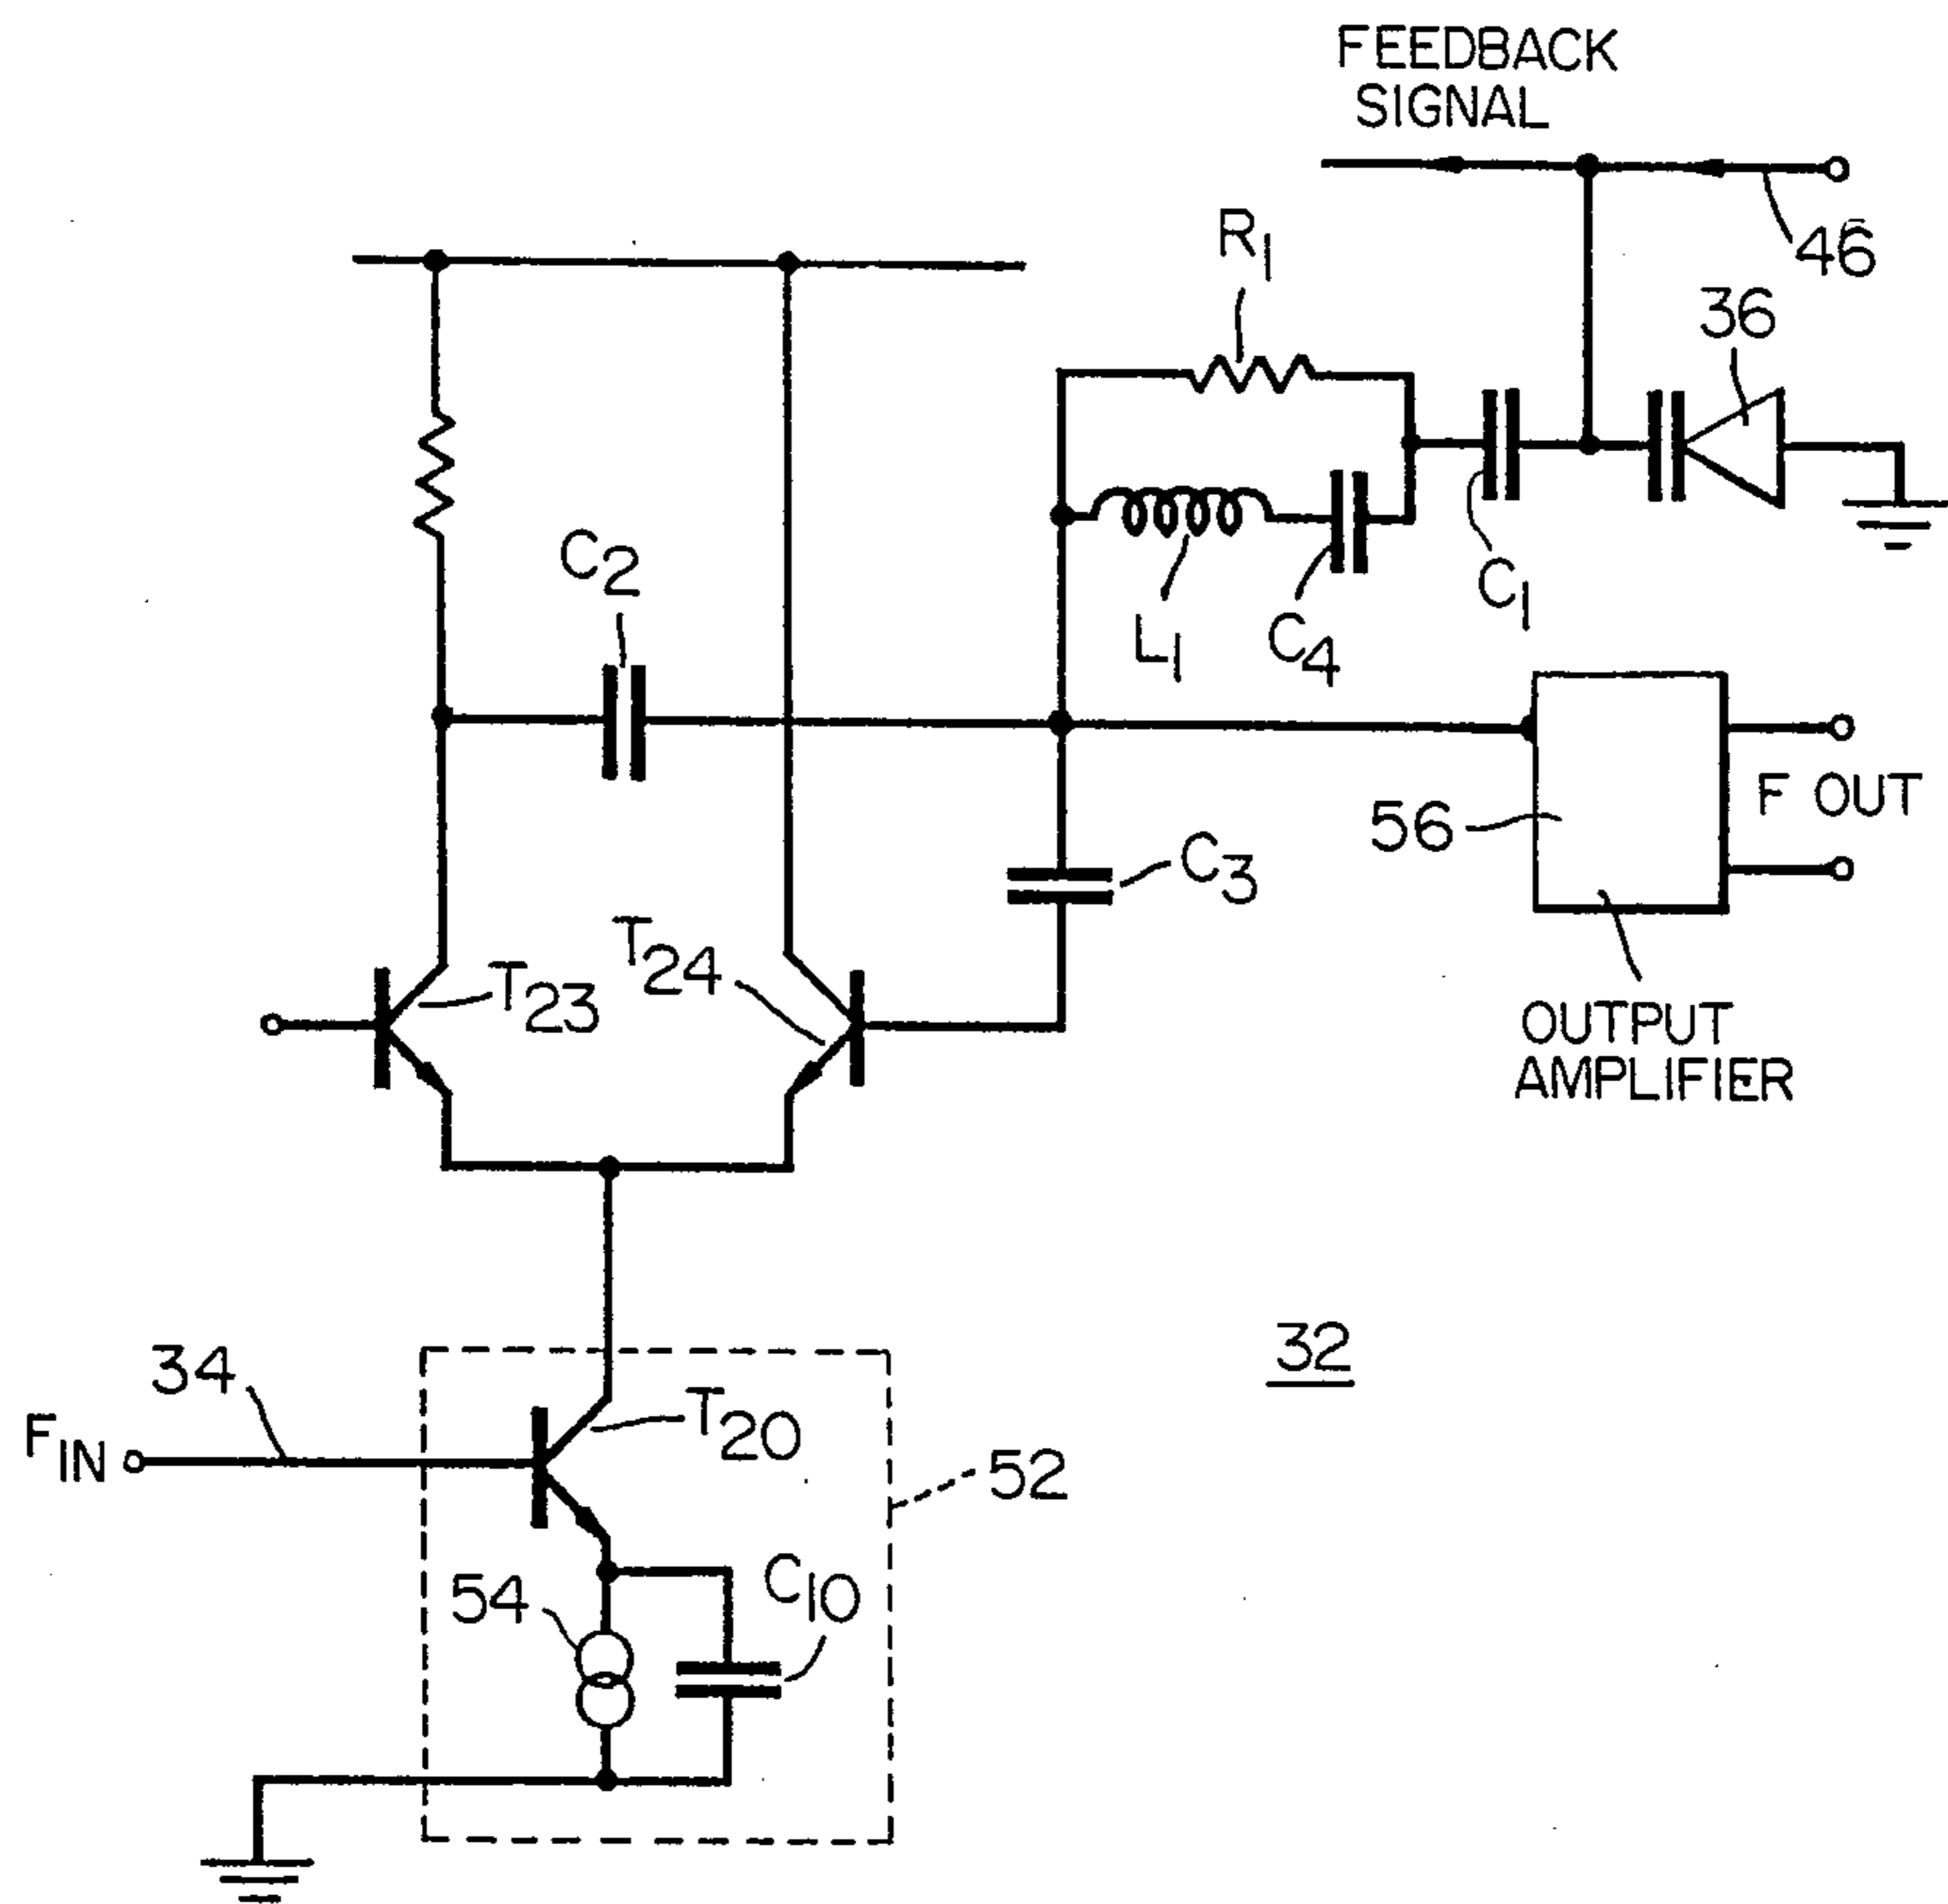 FEEDBACK
SIGNAL
46
R1
36
C2
L1
C4
C1
56
F OUT
C3
T23
T24
OUTPUT
AMPLIFIER
32
34
FIN
T20
52
54
C10